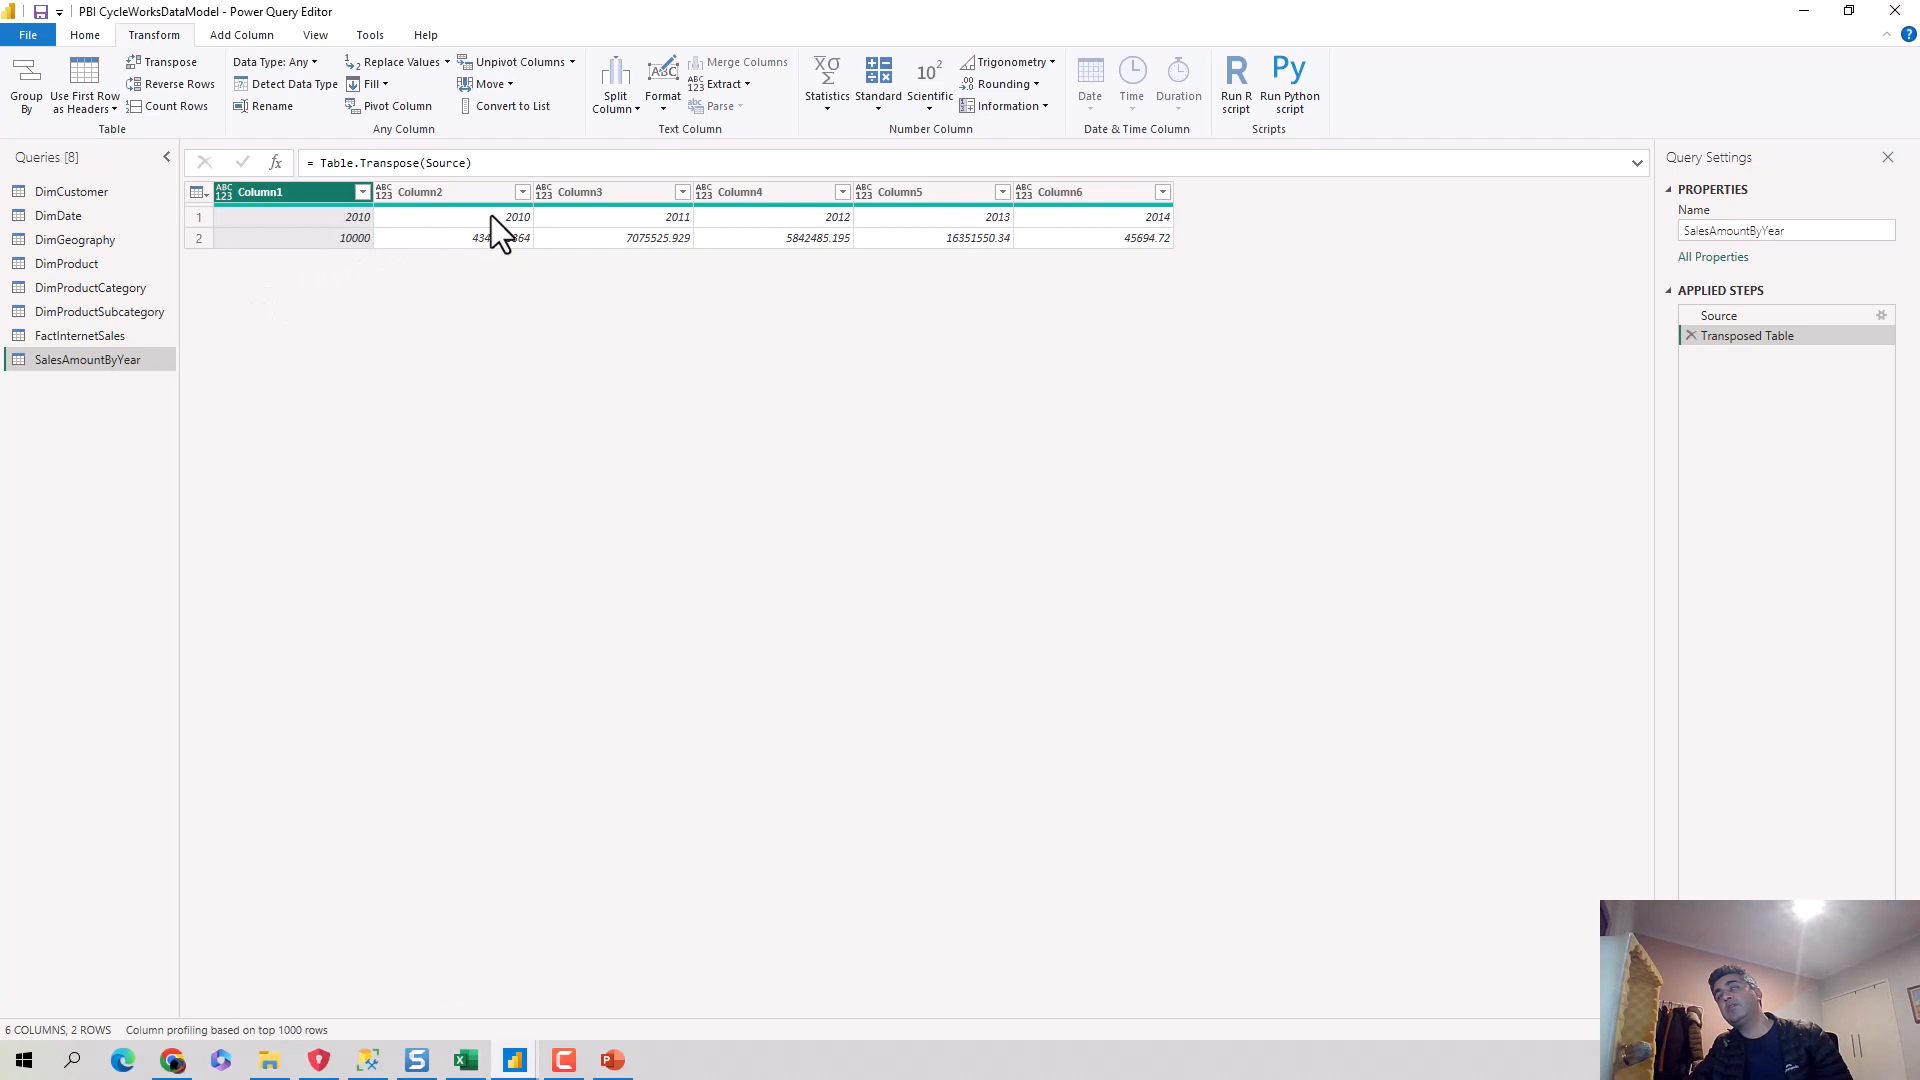 PBI CycleWorksDataModel - Power Query Editor
File Home Transform Add Column View Tools Help
Group By
Use First Row as Headers
Transpose
Reverse Rows
Count Rows
Table
Data Type: Any
Detect Data Type
Rename
Replace Values
Fill
Pivot Column
Unpivot Columns
Move
Convert to List
Any Column
Split Column
Format
Merge Columns
Extract
Parse
Text Column
Statistics
Standard
Scientific
Trigonometry
Rounding
Information
Number Column
Date
Time
Duration
Date & Time Column
Run R script
Run Python script
Scripts
Queries [8]
DimCustomer
DimDate
DimGeography
DimProduct
DimProductCategory
DimProductSubcategory
FactInternetSales
SalesAmountByYear
= Table.Transpose(Source)
Column1 Column2 Column3 Column4 Column5 Column6
1 2010 2010 2011 2012 2013 2014
2 10000 7075525.929 5842485.195 16351550.34 45694.72
Query Settings
PROPERTIES
Name
SalesAmountByYear
All Properties
APPLIED STEPS
Source
Transposed Table
6 COLUMNS, 2 ROWS Column profiling based on top 1000 rows